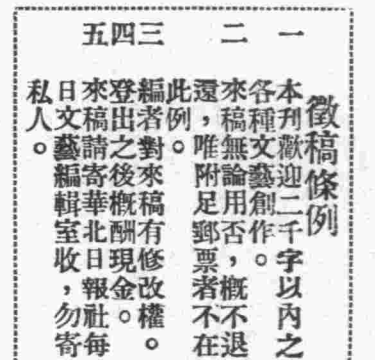 徵稿條例
一 本刊歡迎二千字以內之
各種文藝創作。
二 來稿無論用否，概不退
還，唯附足郵票者不在
此例。
三 編者對來稿有修改權。
四 登出之後概酬現金。
五 來稿請寄華北日報社每
日文藝編輯室收，勿寄
私人。